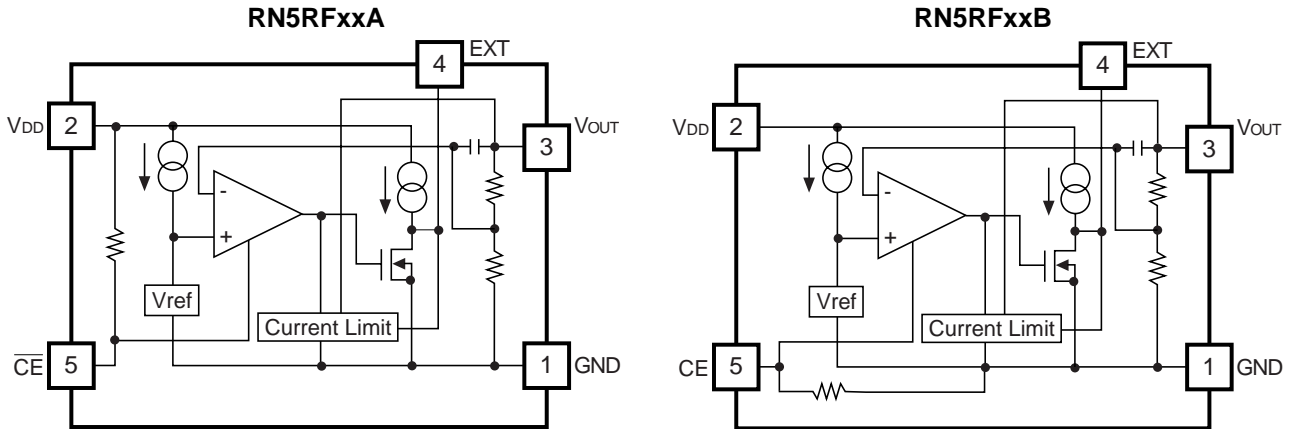 RN5RFxxA
RN5RFxxB
4
EXT
4
EXT
VDD
2
VOUT
3
VDD
2
VOUT
3
-
+
-
+
Vref
Current Limit
Vref
Current Limit
CE
5
1
GND
CE
5
1
GND